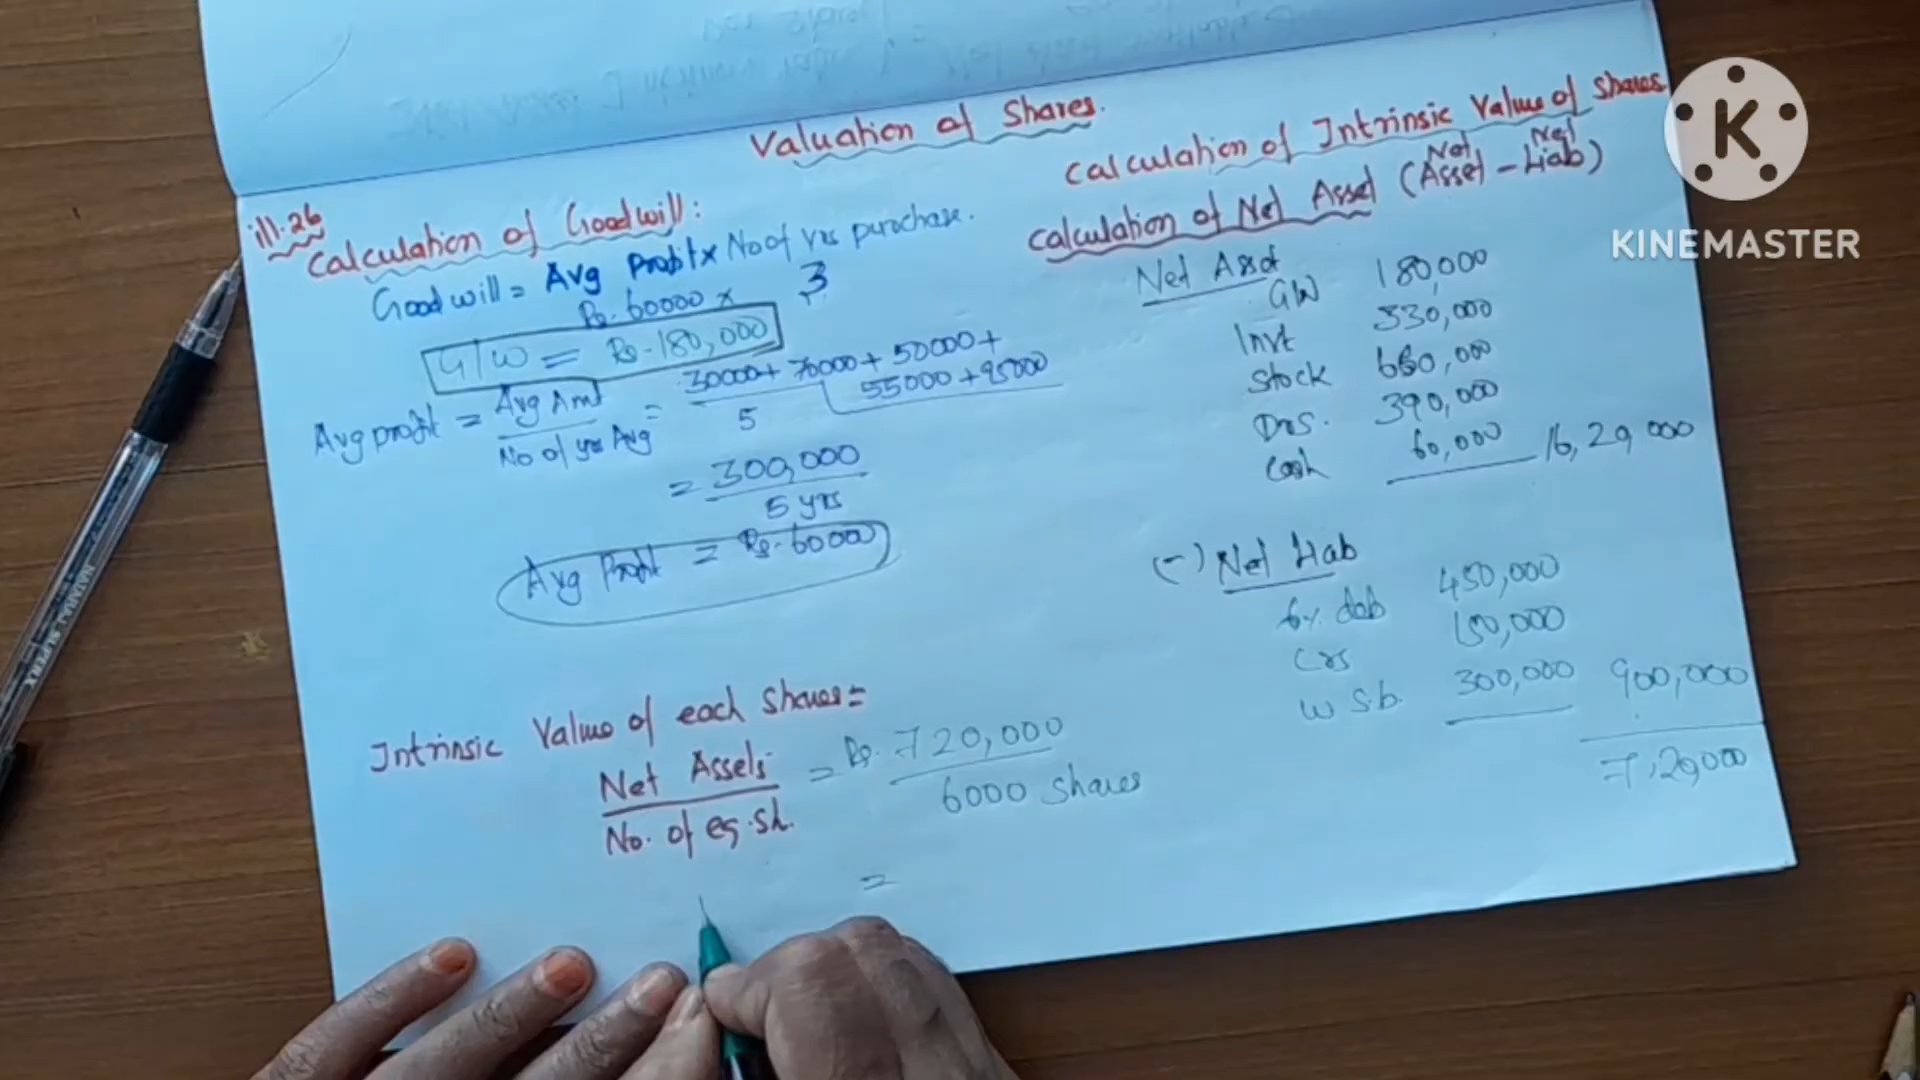 Valuation of Shares.
ill.26
Calculation of Goodwill:
Goodwill = Avg Profit x No of yrs purchase.
Rs. 60000 x 3
G/W = Rs. 180,000
Avg profit = Avg Amt / No of yrs Avg = 30000 + 70000 + 50000 + 55000 + 95000 / 5
= 300,000 / 5 yrs
Avg Profit = Rs. 60000
Intrinsic Value of each Shares =
Net Assets / No. of eq. sh. = Rs. 720,000 / 6000 Shares
=
Calculation of Intrinsic Value of Shares
Calculation of Net Asset (Net Asset - Net Liab)
Net Asset
G/W 180,000
Invt 330,000
Stock 660,000
Drs. 390,000
Cash 60,000 16,20,000
(-) Net Liab
6% deb 450,000
Crs 150,000
W S.b. 300,000 900,000
7,20,000
K
KINEMASTER
NATARAJ SUPERX